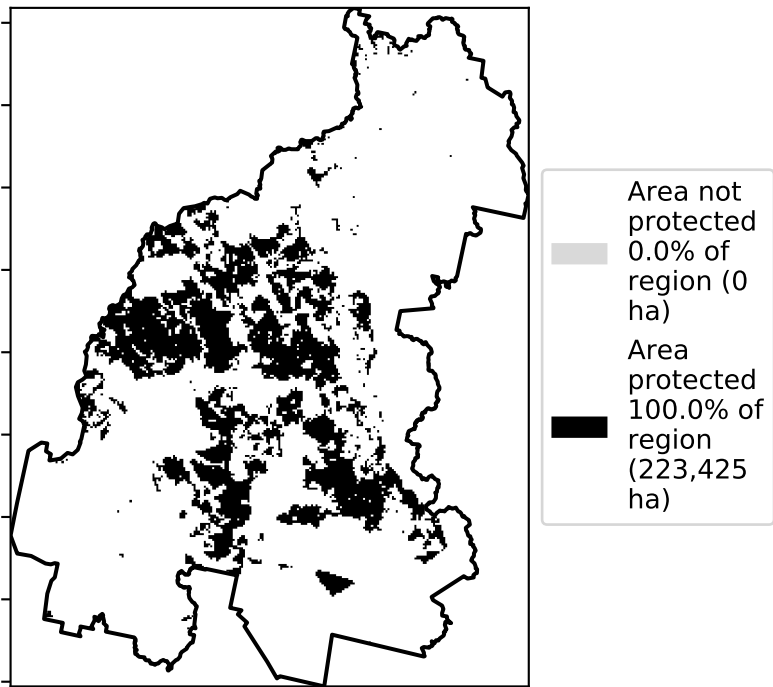 Area not
protected
0.0% of
region (0
ha)
Area
protected
100.0% of
region
(223,425
ha)